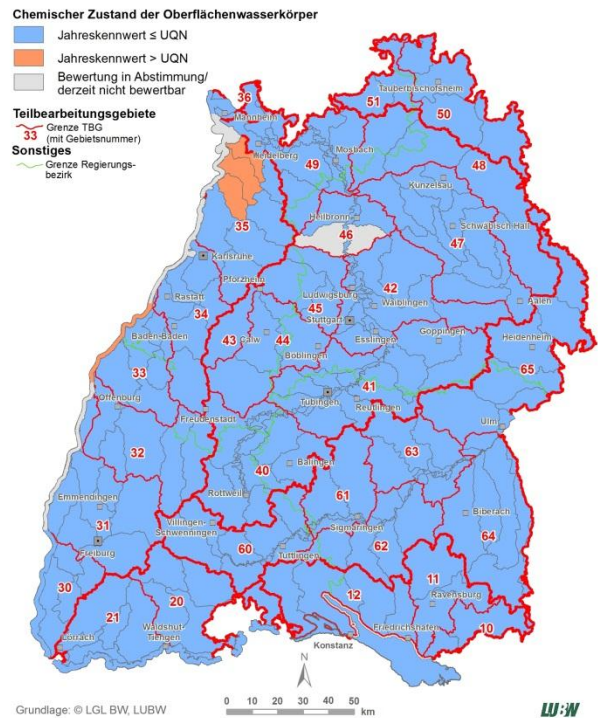 Chemischer Zustand der Oberflächenwasserkörper
Jahreskennwert ≤ UQN
Jahreskennwert > UQN
Bewertung in Abstimmung/
derzeit nicht bewertbar
Teilbearbeitungsgebiete
33
Grenze TBG
(mit Gebietsnummer)
Sonstiges
Grenze Regierungs-
bezirk
36
Mannheim
51
Tauberbischofsheim
50
Heidelberg
49
Mosbach
48
Künzelsau
Heilbronn
46
Schwäbisch Hall
47
35
Karlsruhe
Pforzheim
42
Ludwigsburg
45
Waiblingen
Stuttgart
Aalen
Rastatt
34
Baden-Baden
43
Calw
44
Böblingen
Esslingen
Göppingen
Heidenheim
65
33
Offenburg
41
Tübingen
Reutlingen
Freudenstadt
Ulm
32
40
Balingen
63
Rottweil
61
Biberach
64
Emmendingen
31
Freiburg
Villingen-
Schwenningen
60
Tuttlingen
Sigmaringen
62
30
21
20
Lörrach
Waldshut-
Tiengen
12
11
Ravensburg
10
Friedrichshafen
Konstanz
N
0 10 20 30 40 50
km
Grundlage: © LGL BW, LUBW
LUBW